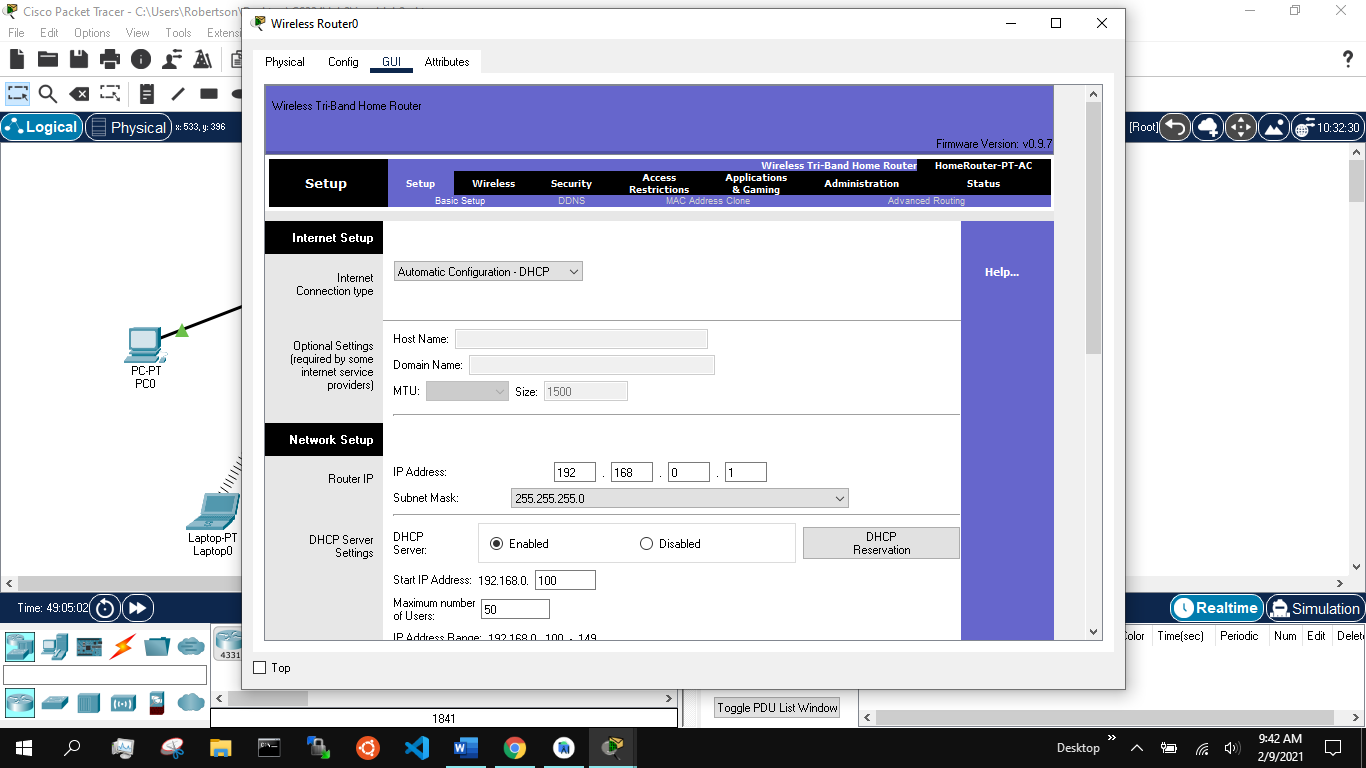 Cisco Packet Tracer - C:\Users\Robertson\
Wireless Router0
File Edit Options View Tools Extensi
Physical Config GUI Attributes
Logical Physical x: 533, y: 396
[Root] 10:32:30
Wireless Tri-Band Home Router
Firmware Version: v0.9.7
Wireless Tri-Band Home Router HomeRouter-PT-AC
Setup
Setup Wireless Security Access Restrictions Applications & Gaming Administration Status
Basic Setup DDNS MAC Address Clone Advanced Routing
Internet Setup
Internet
Connection type
Automatic Configuration - DHCP
Help...
Optional Settings
(required by some
internet service
providers)
Host Name:
Domain Name:
MTU: Size: 1500
Network Setup
Router IP
IP Address: 192 . 168 . 0 . 1
Subnet Mask: 255.255.255.0
DHCP Server
Settings
DHCP
Server:
Enabled Disabled
DHCP
Reservation
Start IP Address: 192.168.0. 100
Maximum number
of Users:
50
IP Address Range: 192.168.0. 100 - 149
PC-PT
PC0
Laptop-PT
Laptop0
Time: 49:05:02
Realtime Simulation
Top
4331
1841
Color Time(sec) Periodic Num Edit Delet
Toggle PDU List Window
Desktop
9:42 AM
2/9/2021